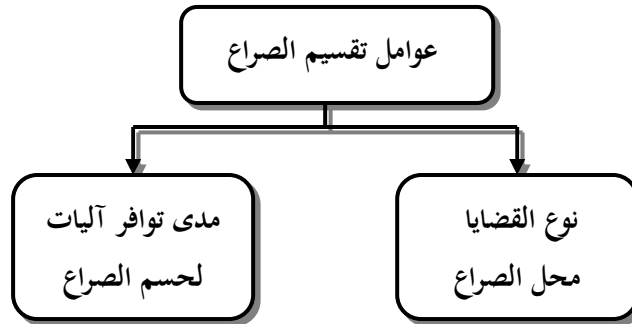 عوامل تقسيم الصراع
نوع القضايا
محل الصراع
مدى توافر آليات
لحسم الصراع